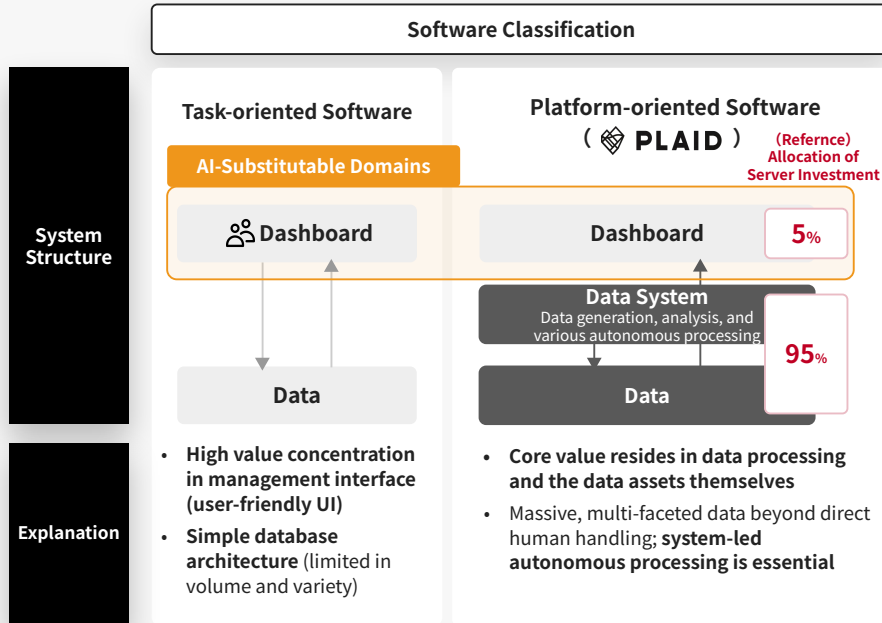 Software Classification
System
Structure
Task-oriented Software
AI-Substitutable Domains
Dashboard
Data
Platform-oriented Software
( PLAID )
(Refernce)
Allocation of
Server Investment
Dashboard
5%
Data System
Data generation, analysis, and
various autonomous processing
95%
Data
Explanation
• High value concentration
in management interface
(user-friendly UI)
• Simple database
architecture (limited in
volume and variety)
• Core value resides in data processing
and the data assets themselves
• Massive, multi-faceted data beyond direct
human handling; system-led
autonomous processing is essential